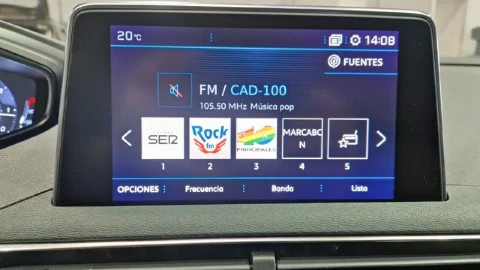 20°C
14:08
FUENTES
FM / CAD-100
105.50 MHz Música pop
SER
Rock
fm
40
PRINCIPALES
MARCABC
N
1 2 3 4 5
OPCIONES Frecuencia Banda Lista